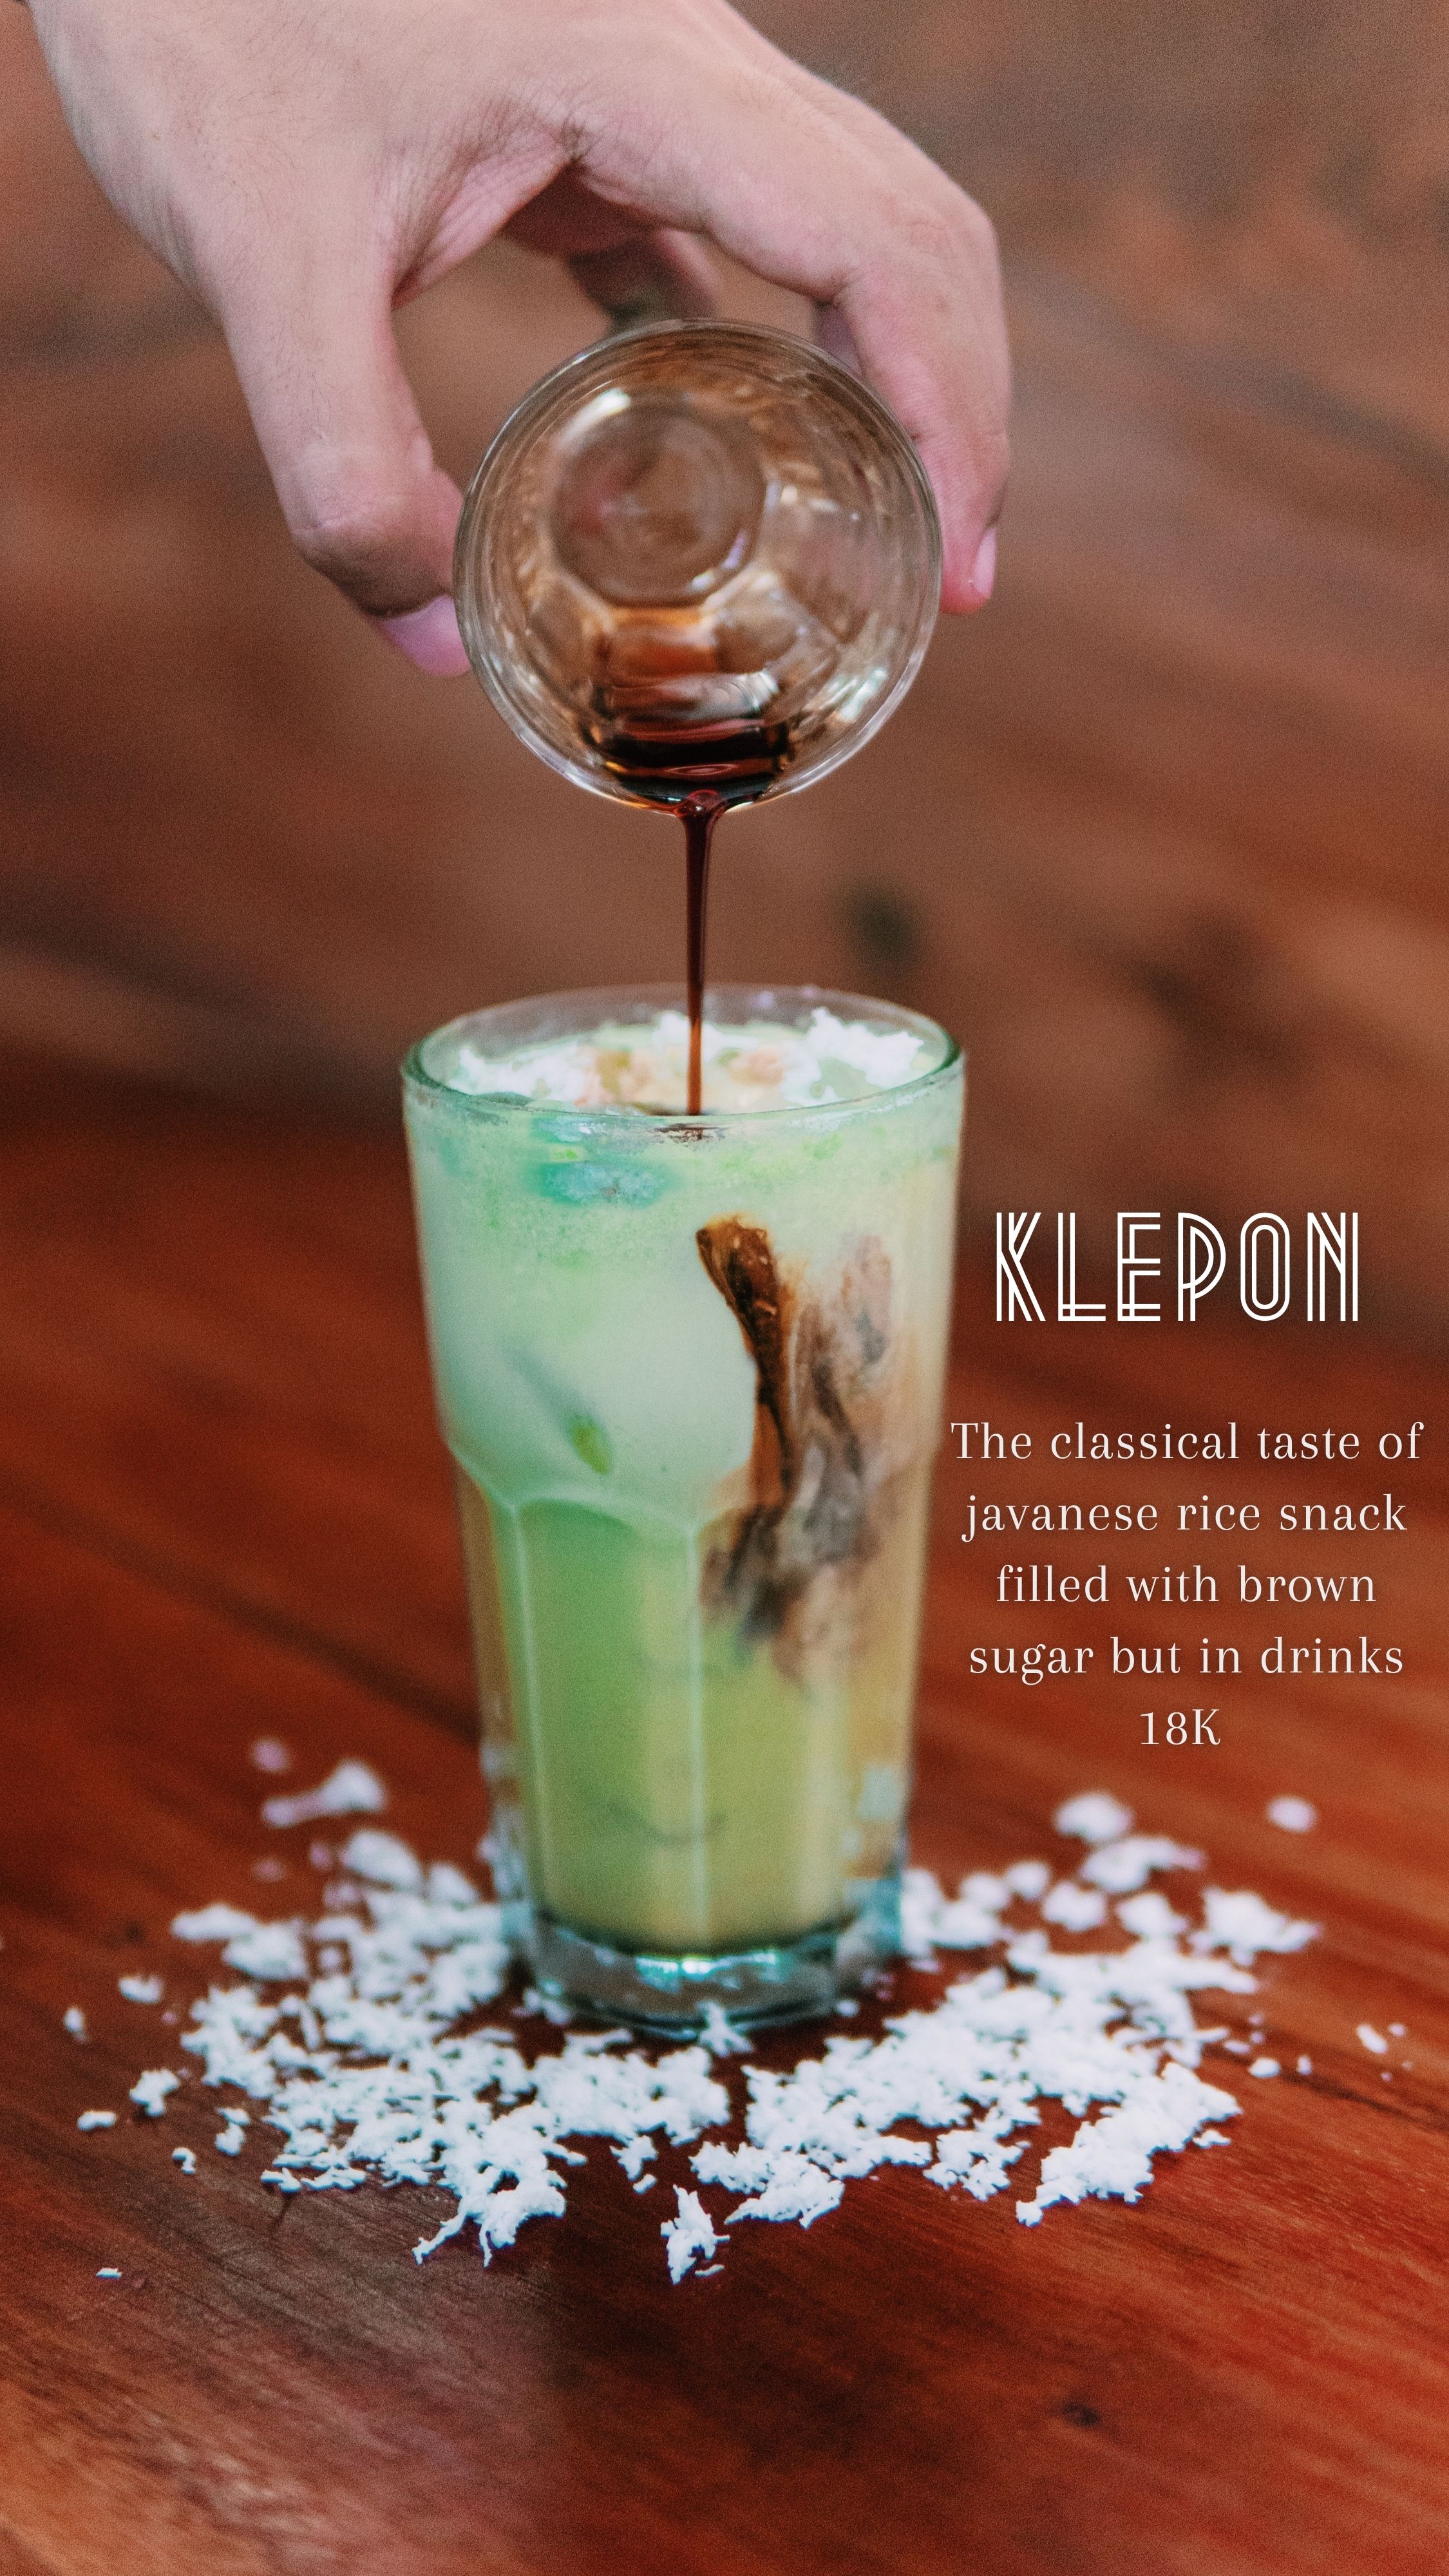 KLEPON
The classical taste of
javanese rice snack
filled with brown
sugar but in drinks
18K